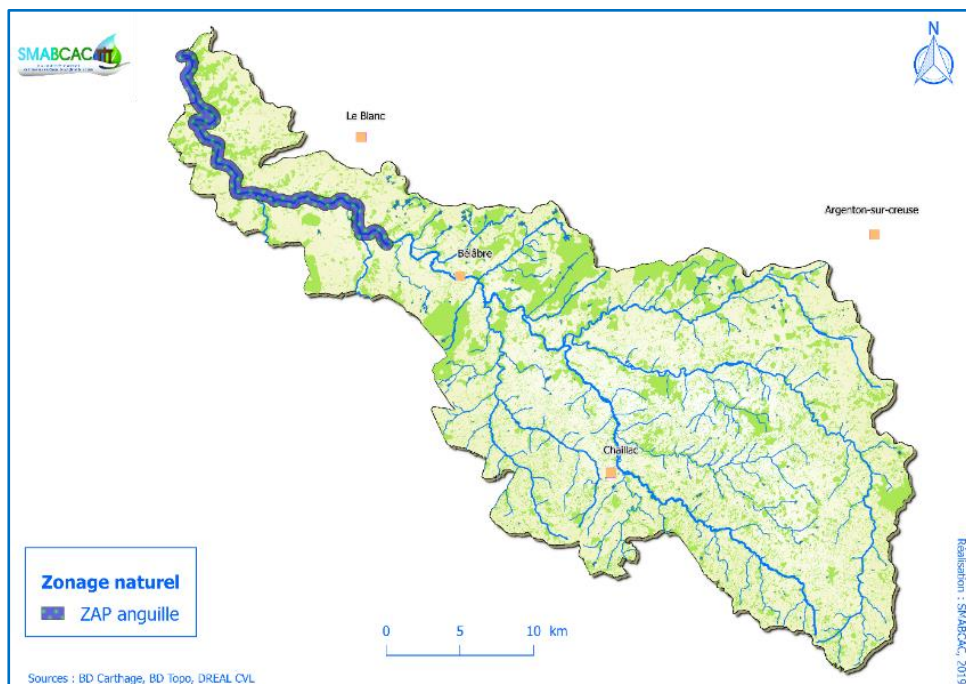 SMABCAC
N
Le Blanc
Argenton-sur-creuse
Bélâbre
Chaillac
Zonage naturel
ZAP anguille
0 5 10 km
Réalisation : SMABCAC, 2019
Sources : BD Carthage, BD Topo, DREAL CVL